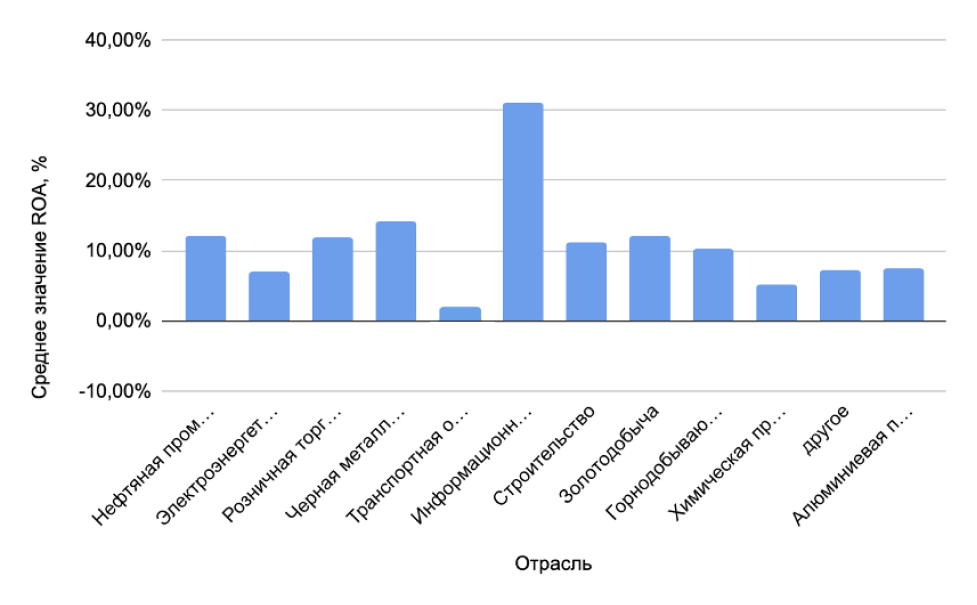 40,00%
30,00%
20,00%
10,00%
0,00%
-10,00%
Среднее значение ROA, %
Нефтяная пром...
Электроэнергет...
Розничная торг...
Черная металл...
Транспортная о...
Информационн...
Строительство
Золотодобыча
Горнодобываю...
Химическая пр...
другое
Алюминиевая п...
Отрасль